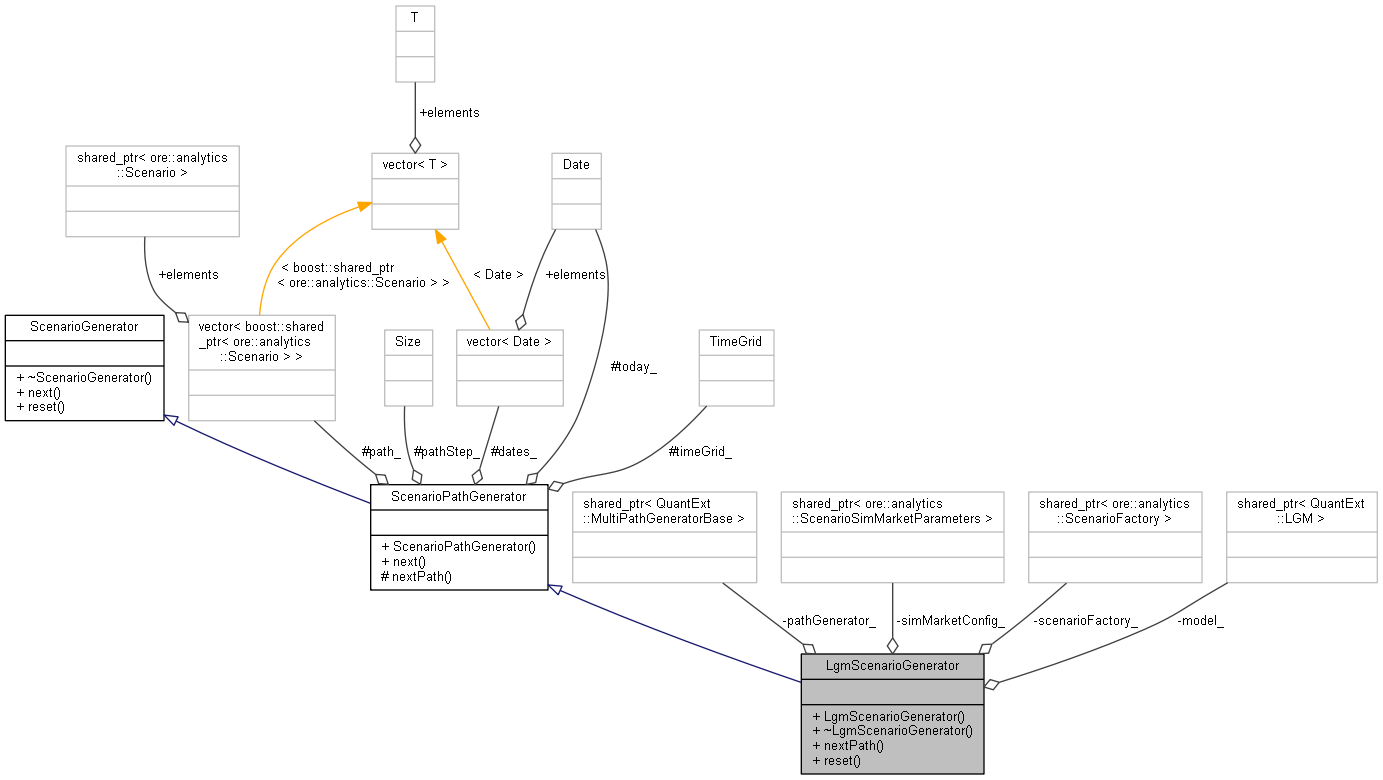 T
+elements
shared_ptr< ore::analytics
::Scenario >
vector< T >
Date
+elements
< boost::shared_ptr
< ore::analytics::Scenario > >
< Date >
+elements
ScenarioGenerator
+ ~ScenarioGenerator()
+ next()
+ reset()
vector< boost::shared
_ptr< ore::analytics
::Scenario > >
Size
vector< Date >
TimeGrid
#today_
#path_
#pathStep_
#dates_
#timeGrid_
ScenarioPathGenerator
+ ScenarioPathGenerator()
+ next()
# nextPath()
shared_ptr< QuantExt
::MultiPathGeneratorBase >
shared_ptr< ore::analytics
::ScenarioSimMarketParameters >
shared_ptr< ore::analytics
::ScenarioFactory >
shared_ptr< QuantExt
::LGM >
-pathGenerator_
-simMarketConfig_
-scenarioFactory_
-model_
LgmScenarioGenerator
+ LgmScenarioGenerator()
+ ~LgmScenarioGenerator()
+ nextPath()
+ reset()